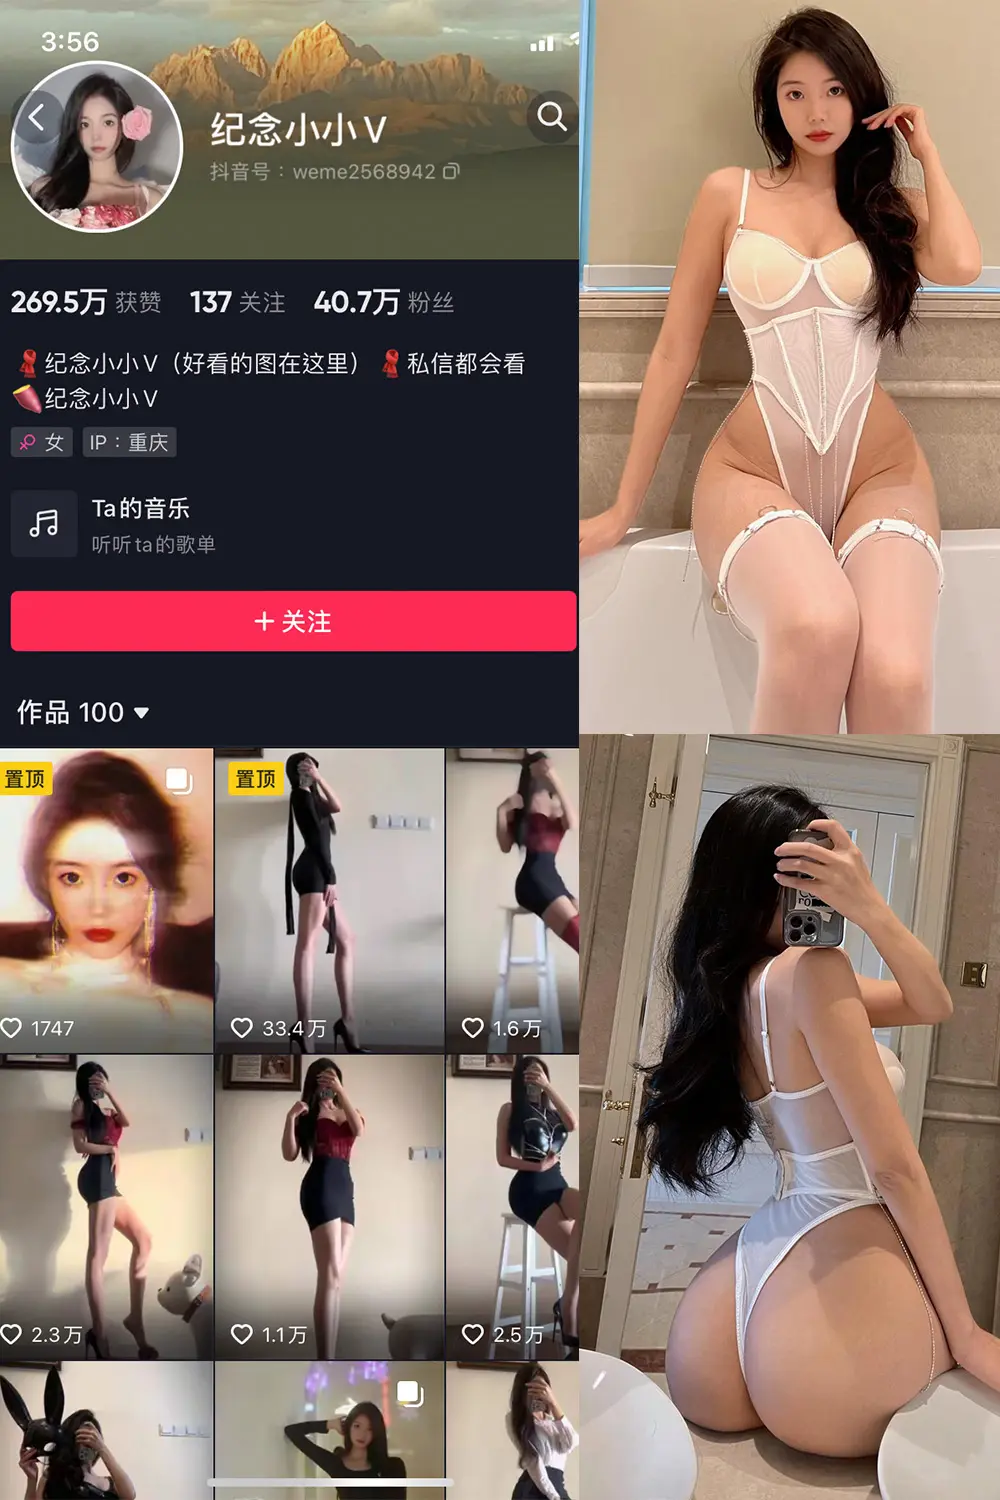 3:56
纪念小小V
抖音号：weme2568942
269.5万 获赞 137 关注 40.7万 粉丝
纪念小小V（好看的图在这里）私信都会看
纪念小小V
女 IP：重庆
Ta的音乐
听听ta的歌单
+ 关注
作品 100
置顶 置顶
1747 33.4万 1.6万
2.3万 1.1万 2.5万